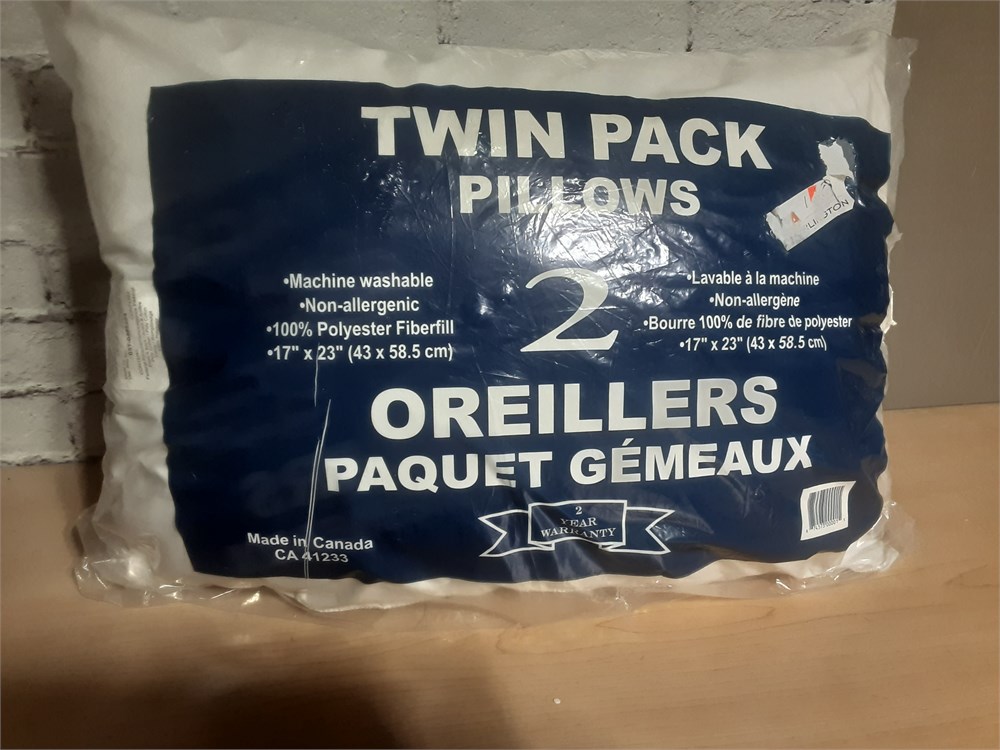 TWIN PACK
PILLOWS
•Machine washable
•Non-allergenic
•100% Polyester Fiberfill
•17" x 23" (43 x 58.5 cm)
2
•Lavable à la machine
•Non-allergène
•Bourre 100% de fibre de polyester
•17" x 23" (43 x 58.5 cm)
OREILLERS
PAQUET GÉMEAUX
2
YEAR
WARRANTY
Made in Canada
CA 41233